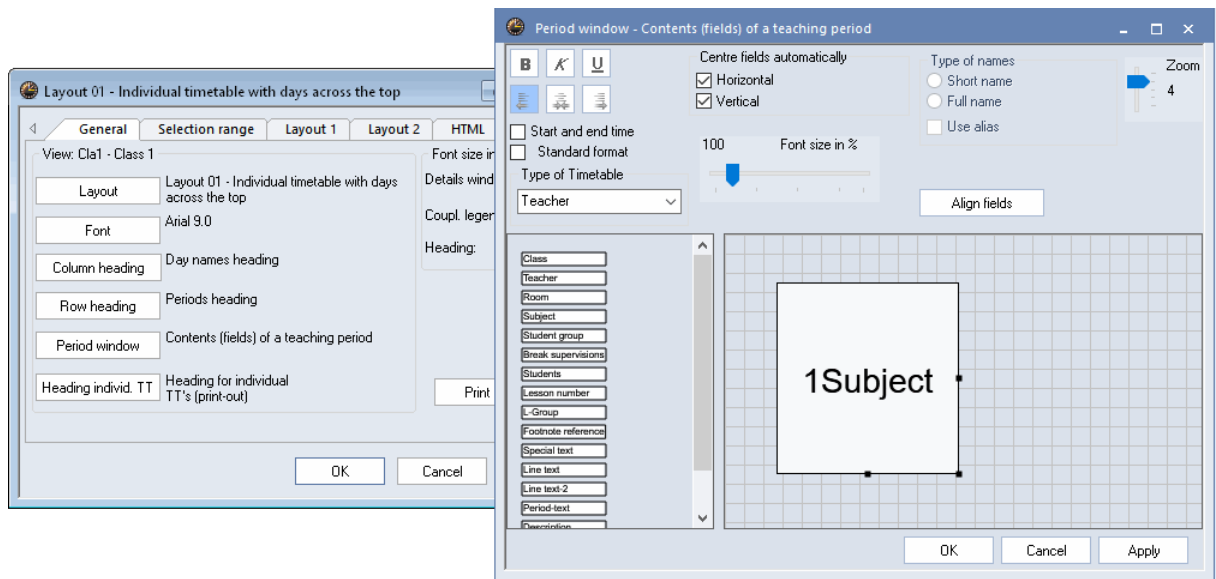 Layout 01 - Individual timetable with days across the top
General
Selection range
Layout 1
Layout 2
HTML
View: Cla1 - Class 1
Layout
Layout 01 - Individual timetable with days
across the top
Font
Arial 9.0
Column heading
Day names heading
Row heading
Periods heading
Period window
Contents (fields) of a teaching period
Heading individ. TT
Heading for individual
TT's (print-out)
Font size in
Details wind
Coupl. leger
Heading:
Print
OK
Cancel
Period window - Contents (fields) of a teaching period
B K U
Start and end time
Standard format
Type of Timetable
Teacher
Centre fields automatically
Horizontal
Vertical
100 Font size in %
Type of names
Short name
Full name
Use alias
Align fields
Zoom
4
Class
Teacher
Room
Subject
Student group
Break supervisions
Students
Lesson number
L-Group
Footnote reference
Special text
Line text
Line text-2
Period-text
Description
1Subject
OK
Cancel
Apply